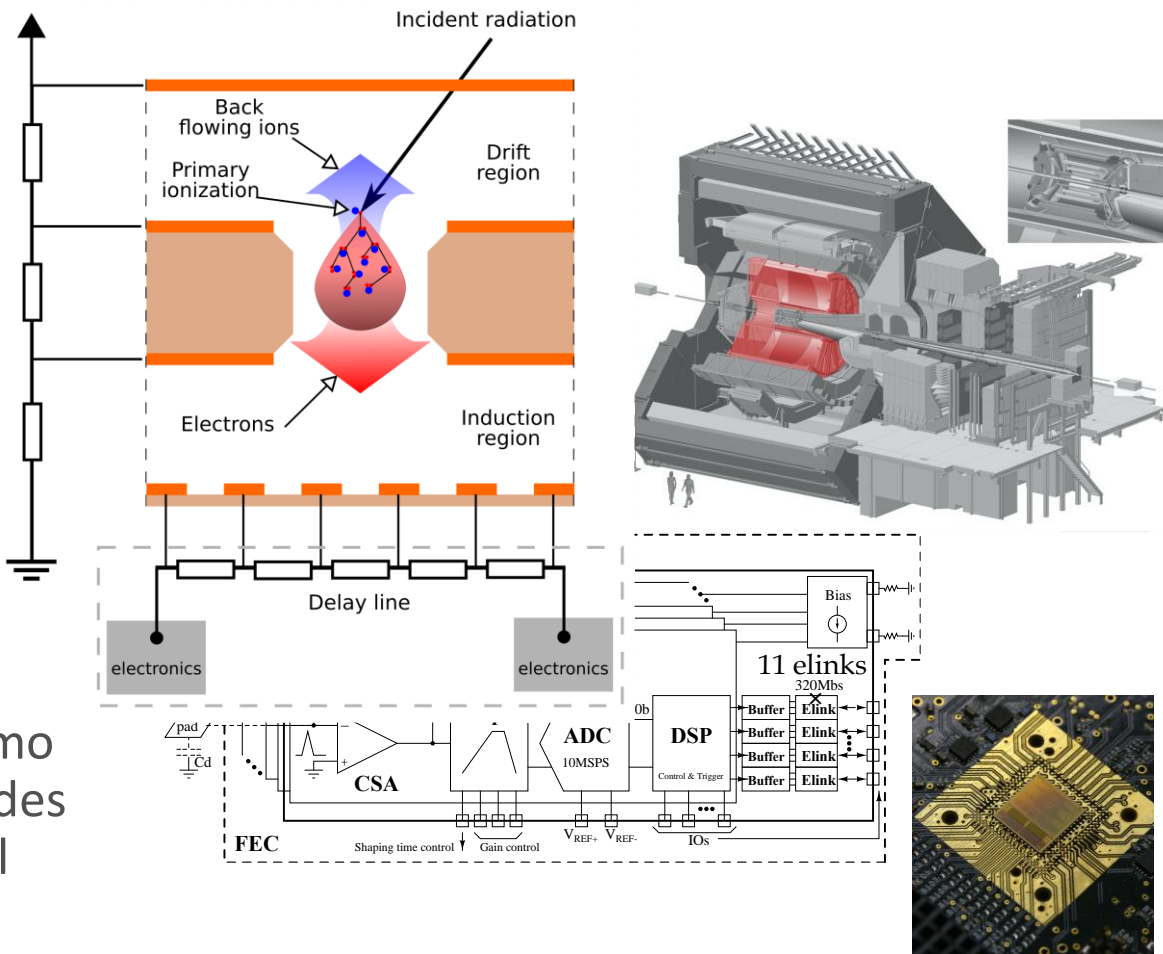 Incident radiation
Back
flowing ions
Primary
ionization
Drift
region
Electrons
Induction
region
Delay line
electronics
electronics
Bias
11 elinks
320Mbs
pad
Cd
−
+
CSA
ADC
10MSPS
0b
DSP
Control & Trigger
Buffer
Elink
Buffer
Elink
Buffer
Elink
Buffer
Elink
FEC
Shaping time control
Gain control
VREF+
VREF-
IOs
mo
des
l